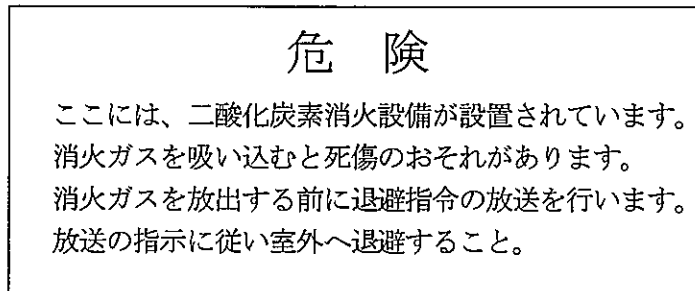 危　険
ここには、二酸化炭素消火設備が設置されています。
消火ガスを吸い込むと死傷のおそれがあります。
消火ガスを放出する前に退避指令の放送を行います。
放送の指示に従い室外へ退避すること。